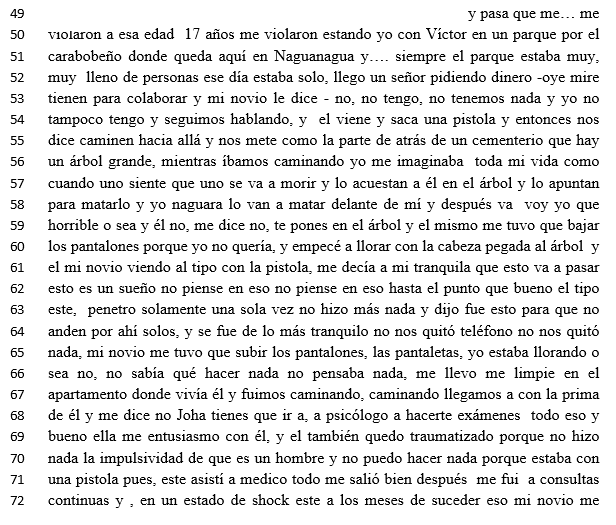 49 y pasa que me… me
50 violaron a esa edad 17 años me violaron estando yo con Víctor en un parque por el
51 carabobeño donde queda aquí en Naguanagua y…. siempre el parque estaba muy,
52 muy lleno de personas ese día estaba solo, llego un señor pidiendo dinero -oye mire
53 tienen para colaborar y mi novio le dice - no, no tengo, no tenemos nada y yo no
54 tampoco tengo y seguimos hablando, y el viene y saca una pistola y entonces nos
55 dice caminen hacia allá y nos mete como la parte de atrás de un cementerio que hay
56 un árbol grande, mientras íbamos caminando yo me imaginaba toda mi vida como
57 cuando uno siente que uno se va a morir y lo acuestan a él en el árbol y lo apuntan
58 para matarlo y yo naguara lo van a matar delante de mí y después va voy yo que
59 horrible o sea y él no, me dice no, te pones en el árbol y el mismo me tuvo que bajar
60 los pantalones porque yo no quería, y empecé a llorar con la cabeza pegada al árbol y
61 el mi novio viendo al tipo con la pistola, me decía a mi tranquila que esto va a pasar
62 esto es un sueño no piense en eso no piense en eso hasta el punto que bueno el tipo
63 este, penetro solamente una sola vez no hizo más nada y dijo fue esto para que no
64 anden por ahí solos, y se fue de lo más tranquilo no nos quitó teléfono no nos quitó
65 nada, mi novio me tuvo que subir los pantalones, las pantaletas, yo estaba llorando o
66 sea no, no sabía qué hacer nada no pensaba nada, me llevo me limpie en el
67 apartamento donde vivía él y fuimos caminando, caminando llegamos a con la prima
68 de él y me dice no Joha tienes que ir a, a psicólogo a hacerte exámenes todo eso y
69 bueno ella me entusiasmo con él, y el también quedo traumatizado porque no hizo
70 nada la impulsividad de que es un hombre y no puedo hacer nada porque estaba con
71 una pistola pues, este asistí a medico todo me salió bien después me fui a consultas
72 continuas y , en un estado de shock este a los meses de suceder eso mi novio me